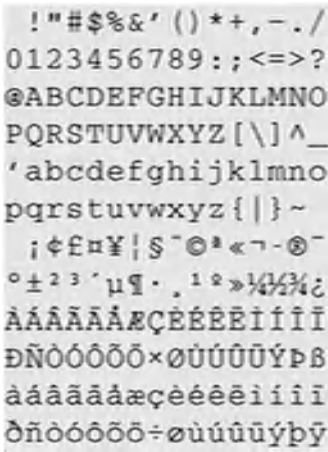 !"#$%&'()*+,-./
0123456789:;<=>?
@ABCDEFGHIJKLMNO
PQRSTUVWXYZ[\]^_
'abcdefghijklmno
pqrstuvwxyz{|}~
¡¢£¤¥¦§¨©ª«¬-®¯
°±²³´µ¶·¸¹º»¼½¾¿
ÀÁÂÃÄÅÆÇÈÉÊËÌÍÎÏ
ÐÑÒÓÔÕÖ×ØÙÚÛÜÝÞß
àáâãäåæçèéêëìíîï
ðñòóôõö÷øùúûüýþÿ